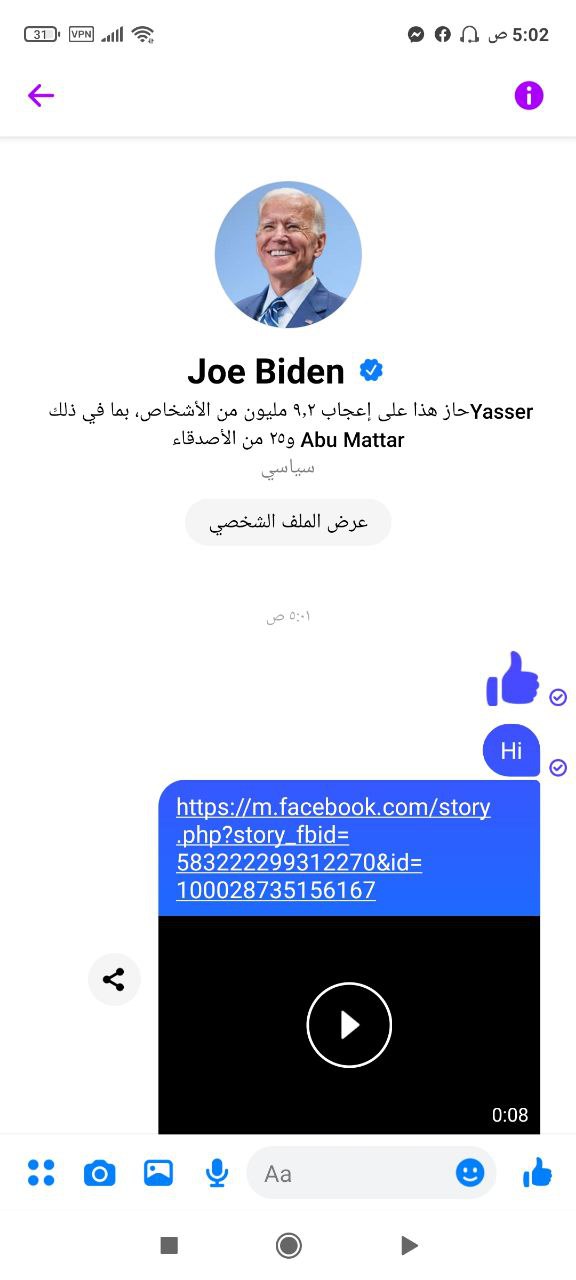 31 VPN 5:02 ص
Joe Biden
Yasserحاز هذا على إعجاب ٩,٢ مليون من الأشخاص، بما في ذلك
Abu Mattar و٢٥ من الأصدقاء
سياسي
عرض الملف الشخصي
٥:٠١ ص
Hi
https://m.facebook.com/story
.php?story_fbid=
583222299312270&id=
100028735156167
0:08
Aa